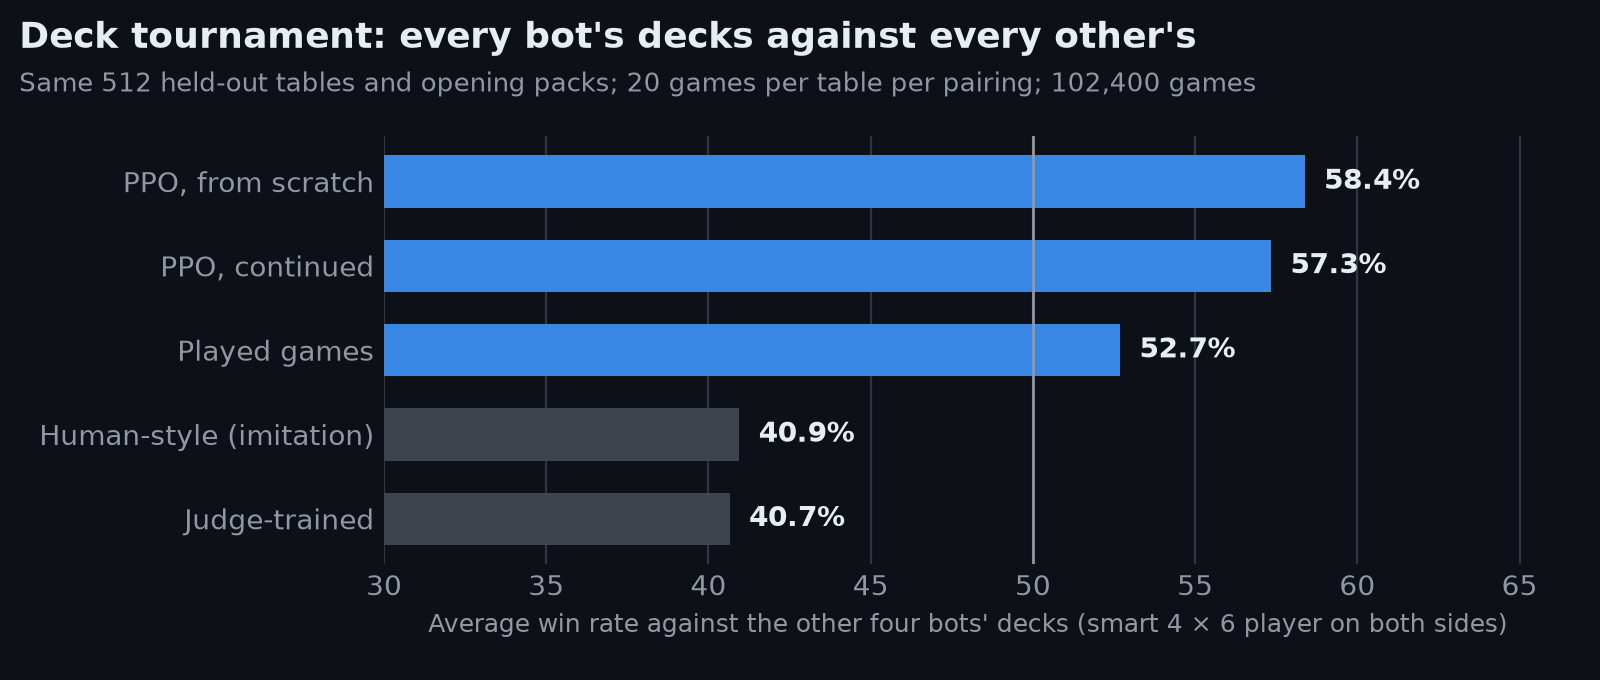 Deck tournament: every bot's decks against every other's
Same 512 held-out tables and opening packs; 20 games per table per pairing; 102,400 games
PPO, from scratch
58.4%
PPO, continued
57.3%
Played games
52.7%
Human-style (imitation)
40.9%
Judge-trained
40.7%
30 35 40 45 50 55 60 65
Average win rate against the other four bots' decks (smart 4 × 6 player on both sides)